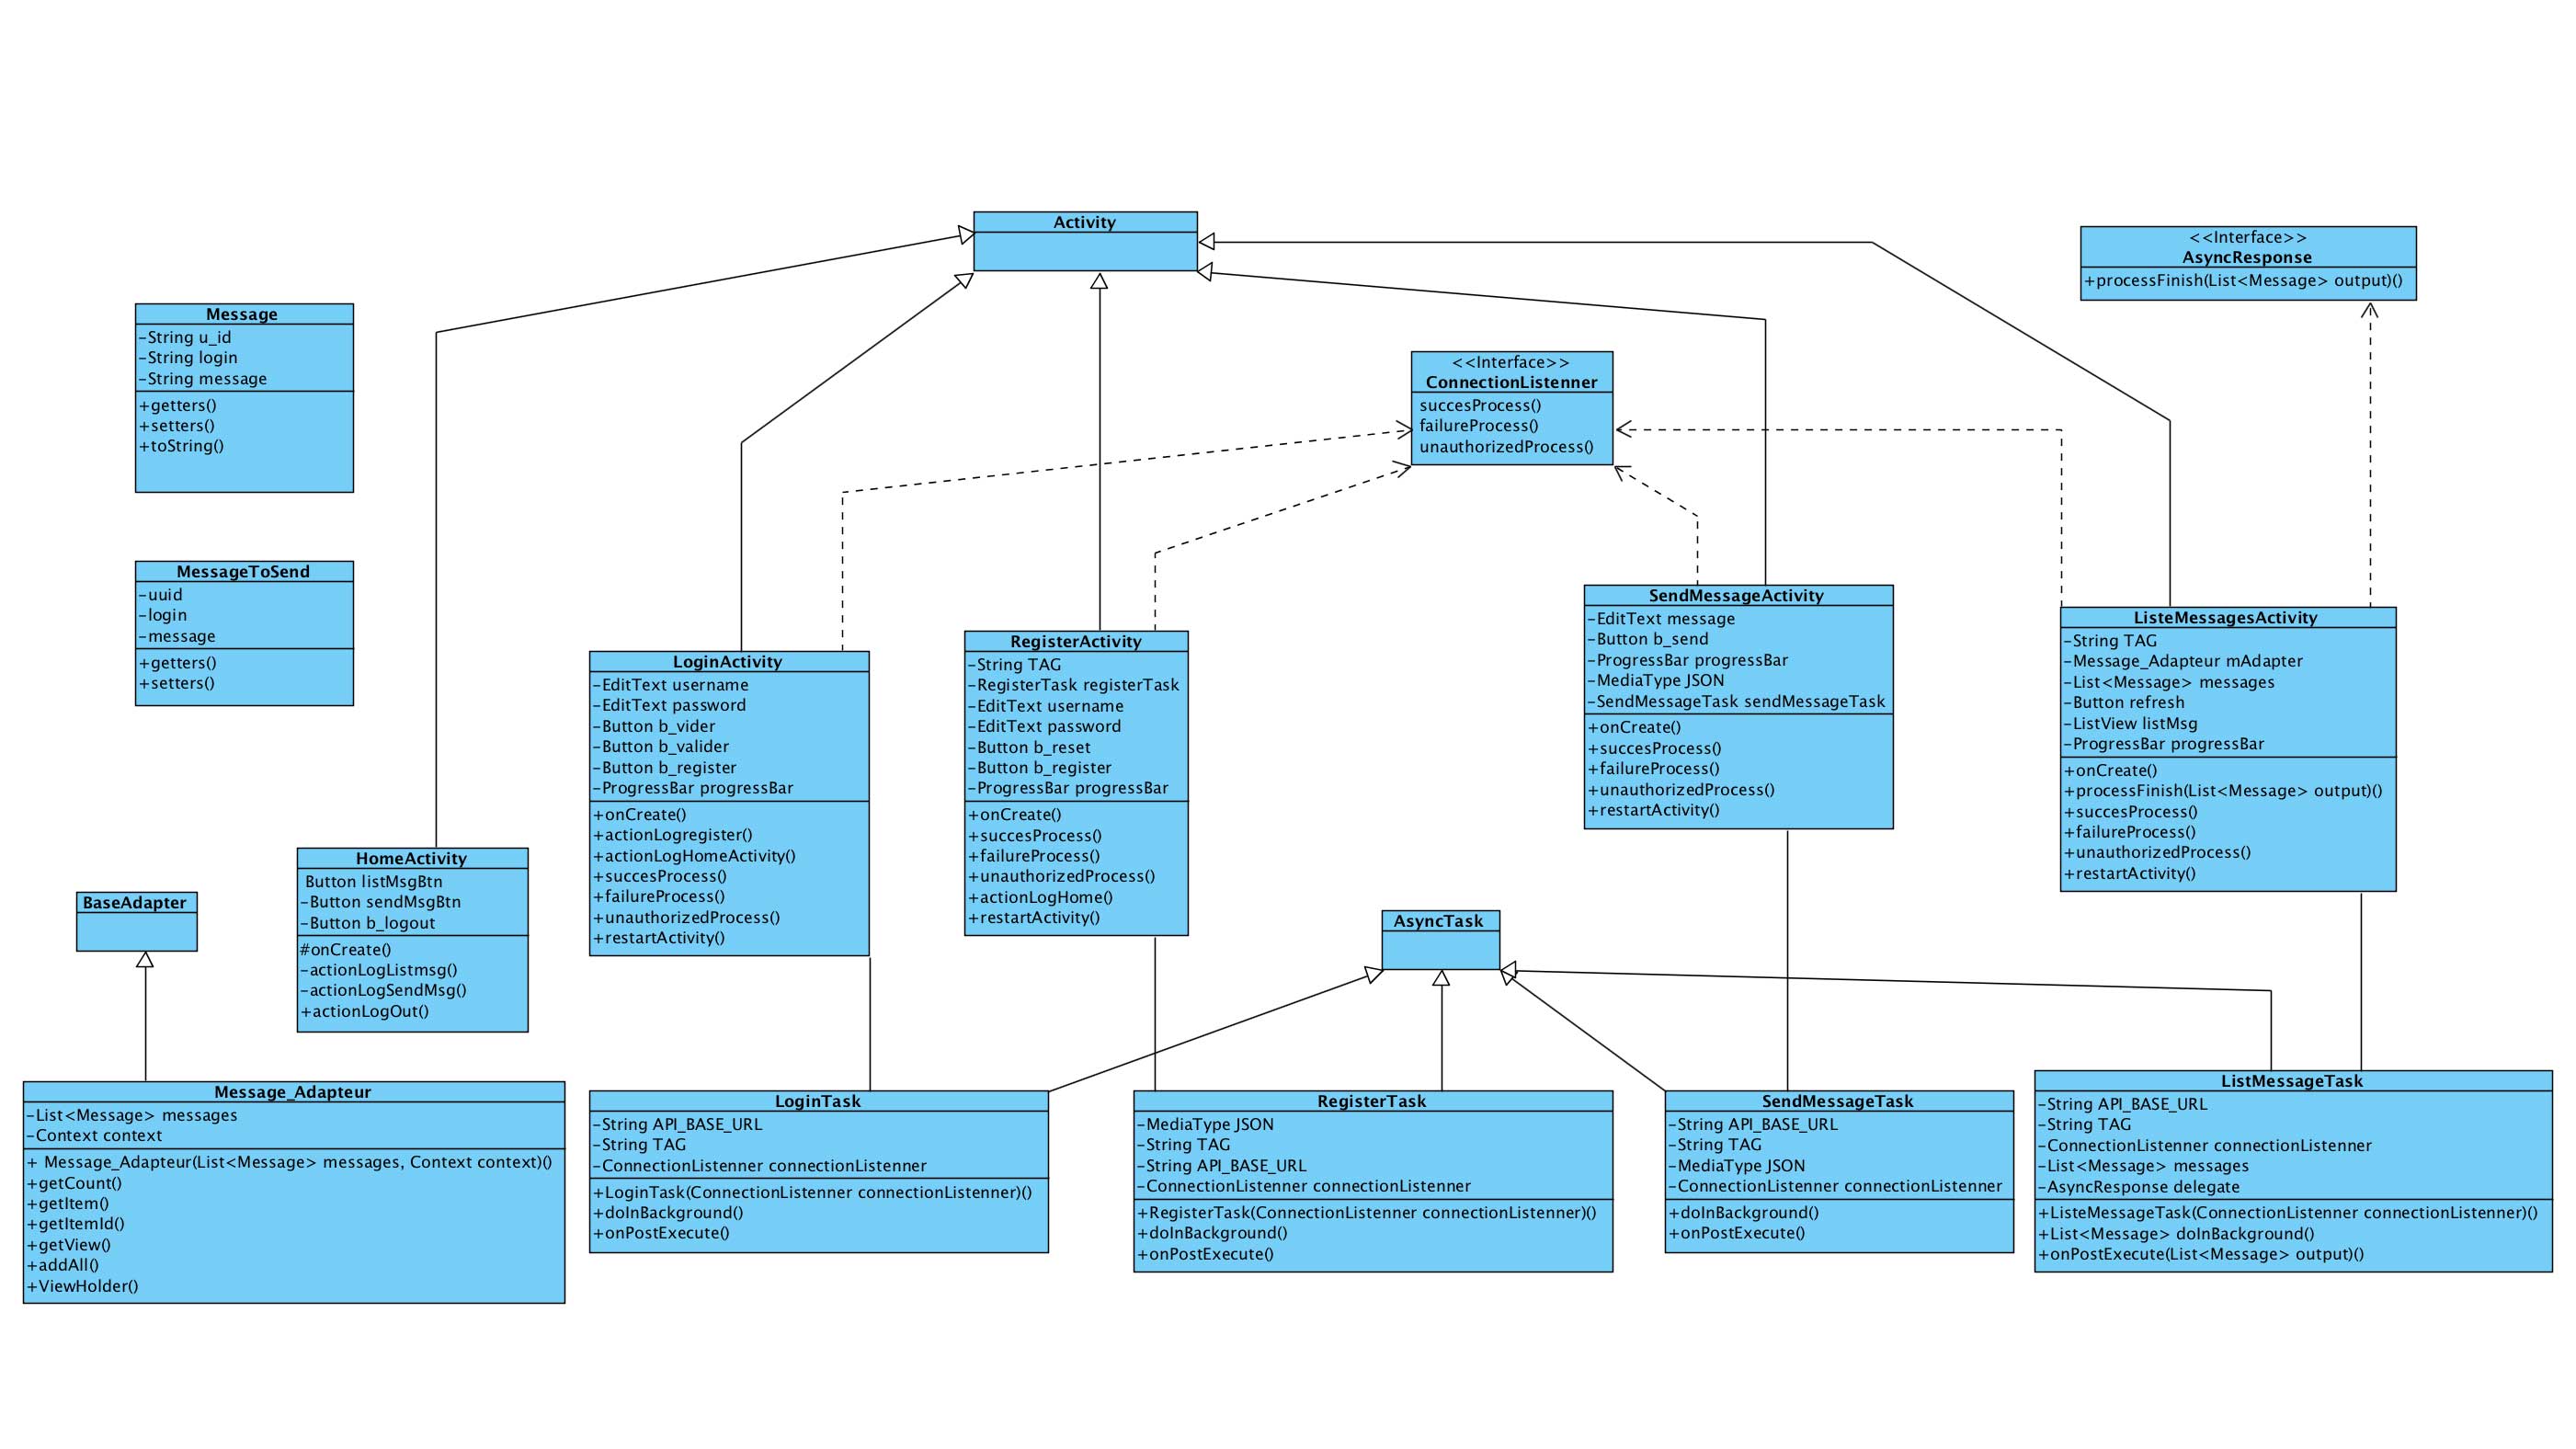 Activity
<<Interface>>
AsyncResponse
+processFinish(List<Message> output)()
Message
-String u_id
-String login
-String message
+getters()
+setters()
+toString()
<<Interface>>
ConnectionListenner
succesProcess()
failureProcess()
unauthorizedProcess()
MessageToSend
-uuid
-login
-message
+getters()
+setters()
LoginActivity
-EditText username
-EditText password
-Button b_vider
-Button b_valider
-Button b_register
-ProgressBar progressBar
+onCreate()
+actionLogregister()
+actionLogHomeActivity()
+succesProcess()
+failureProcess()
+unauthorizedProcess()
+restartActivity()
RegisterActivity
-String TAG
-RegisterTask registerTask
-EditText username
-EditText password
-Button b_reset
-Button b_register
-ProgressBar progressBar
+onCreate()
+succesProcess()
+failureProcess()
+unauthorizedProcess()
+actionLogHome()
+restartActivity()
SendMessageActivity
-EditText message
-Button b_send
-ProgressBar progressBar
-MediaType JSON
-SendMessageTask sendMessageTask
+onCreate()
+succesProcess()
+failureProcess()
+unauthorizedProcess()
+restartActivity()
ListeMessagesActivity
-String TAG
-Message_Adapteur mAdapter
-List<Message> messages
-Button refresh
-ListView listMsg
-ProgressBar progressBar
+onCreate()
+processFinish(List<Message> output)()
+succesProcess()
+failureProcess()
+unauthorizedProcess()
+restartActivity()
HomeActivity
Button listMsgBtn
-Button sendMsgBtn
-Button b_logout
#onCreate()
-actionLogListmsg()
-actionLogSendMsg()
+actionLogOut()
BaseAdapter
AsyncTask
Message_Adapteur
-List<Message> messages
-Context context
+ Message_Adapteur(List<Message> messages, Context context)()
+getCount()
+getItem()
+getItemId()
+getView()
+addAll()
+ViewHolder()
LoginTask
-String API_BASE_URL
-String TAG
-ConnectionListenner connectionListenner
+LoginTask(ConnectionListenner connectionListenner)()
+doInBackground()
+onPostExecute()
RegisterTask
-MediaType JSON
-String TAG
-String API_BASE_URL
-ConnectionListenner connectionListenner
+RegisterTask(ConnectionListenner connectionListenner)()
+doInBackground()
+onPostExecute()
SendMessageTask
-String API_BASE_URL
-String TAG
-MediaType JSON
-ConnectionListenner connectionListenner
+doInBackground()
+onPostExecute()
ListMessageTask
-String API_BASE_URL
-String TAG
-ConnectionListenner connectionListenner
-List<Message> messages
-AsyncResponse delegate
+ListeMessageTask(ConnectionListenner connectionListenner)()
+List<Message> doInBackground()
+onPostExecute(List<Message> output)()